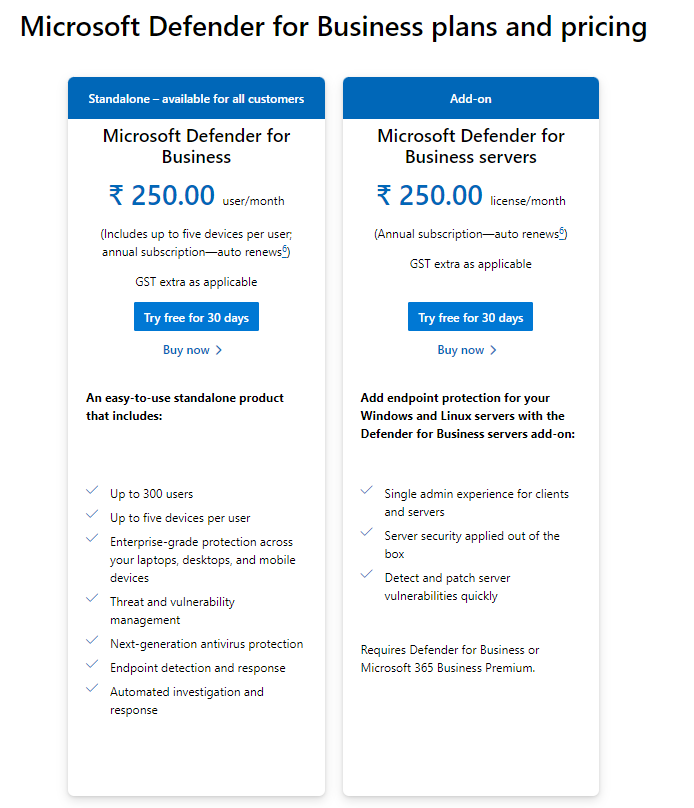 Microsoft Defender for Business plans and pricing
Standalone – available for all customers
Microsoft Defender for
Business
₹ 250.00 user/month
(Includes up to five devices per user;
annual subscription—auto renews6)
GST extra as applicable
Try free for 30 days
Buy now >
An easy-to-use standalone product
that includes:
Up to 300 users
Up to five devices per user
Enterprise-grade protection across
your laptops, desktops, and mobile
devices
Threat and vulnerability
management
Next-generation antivirus protection
Endpoint detection and response
Automated investigation and
response
Add-on
Microsoft Defender for
Business servers
₹ 250.00 license/month
(Annual subscription—auto renews6)
GST extra as applicable
Try free for 30 days
Buy now >
Add endpoint protection for your
Windows and Linux servers with the
Defender for Business servers add-on:
Single admin experience for clients
and servers
Server security applied out of the
box
Detect and patch server
vulnerabilities quickly
Requires Defender for Business or
Microsoft 365 Business Premium.